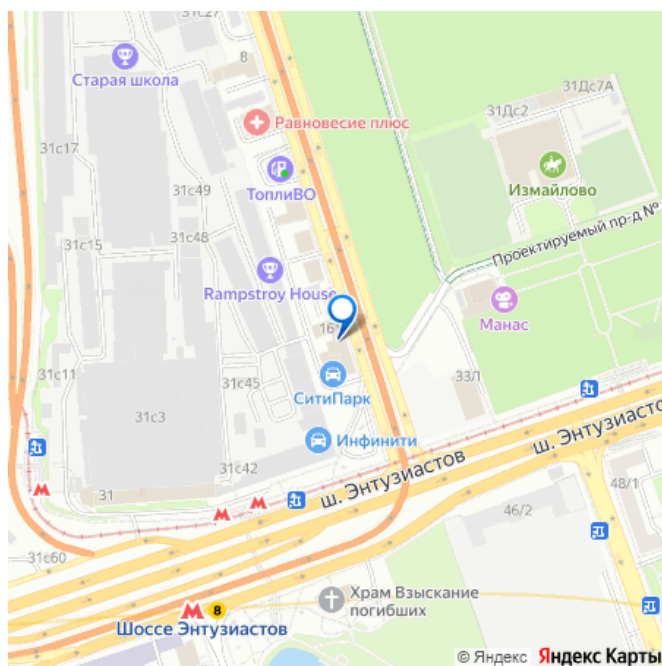 8
Старая школа
31Дс7А
31Дс2
Равновесие плюс
31с17
ТоплиВО
31с49
Измайлово
31с48
31с15
Проектируемый пр-д №
Rampstroy House
Манас
16
31с11
33Л
31с45
СитиПарк
31с3
Инфинити
ш. Энтузиастов
31с42
ш. Энтузиастов
31
48/1
46/2
31с60
Храм Взыскание
погибших
8
Шоссе Энтузиастов
© Яндекс Яндекс Карты